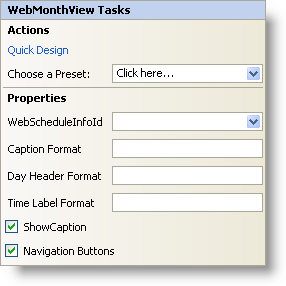 WebMonthView Tasks
Actions
Quick Design
Choose a Preset: Click here...
Properties
WebScheduleInfoId
Caption Format
Day Header Format
Time Label Format
ShowCaption
Navigation Buttons